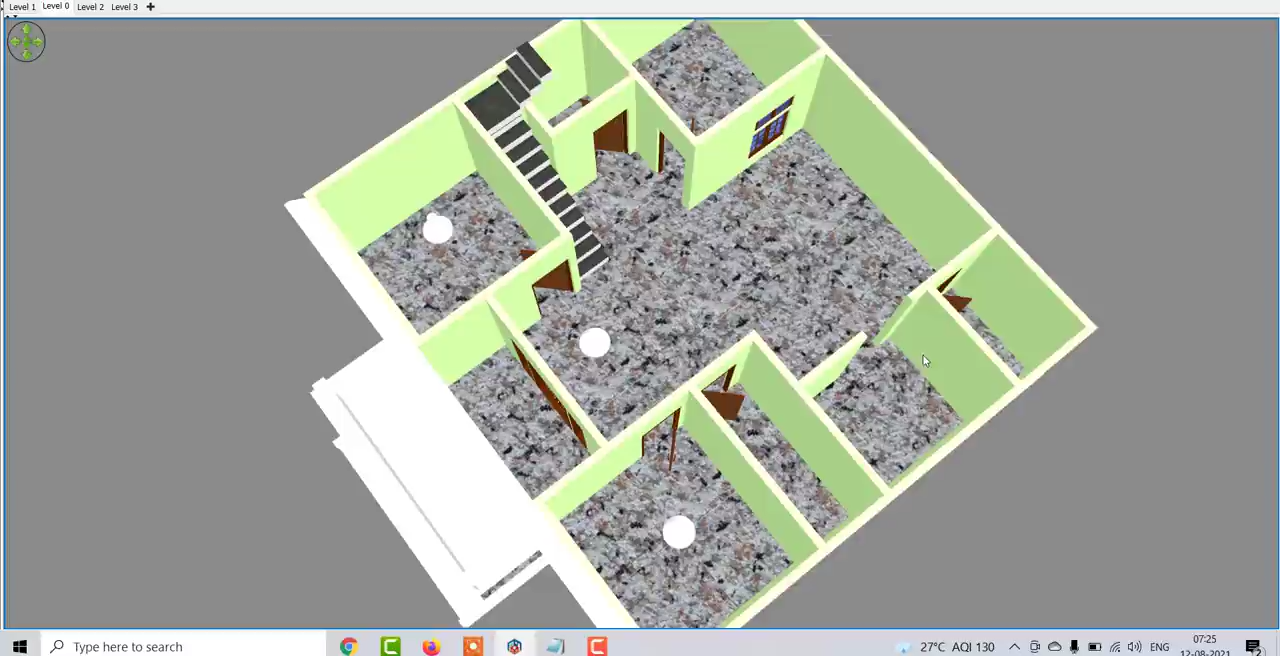 Level 1 Level 0 Level 2 Level 3
Type here to search
27°C AQI 130
ENG
07:25
12-08-2021
2